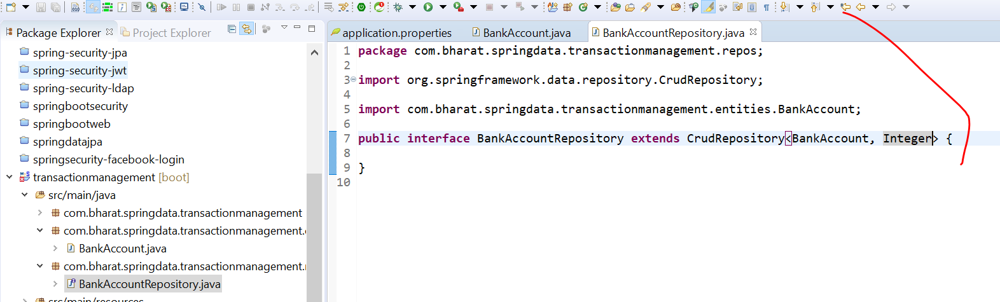 Package Explorer
Project Explorer
spring-security-jpa
spring-security-jwt
spring-security-ldap
springbootsecurity
springbootweb
springdatajpa
springsecurity-facebook-login
transactionmanagement [boot]
src/main/java
com.bharat.springdata.transactionmanagement
com.bharat.springdata.transactionmanagement.
BankAccount.java
com.bharat.springdata.transactionmanagement.
BankAccountRepository.java
src/main/resources
application.properties
BankAccount.java
BankAccountRepository.java
1 package com.bharat.springdata.transactionmanagement.repos;
2
3 import org.springframework.data.repository.CrudRepository;
4
5 import com.bharat.springdata.transactionmanagement.entities.BankAccount;
6
7 public interface BankAccountRepository extends CrudRepository<BankAccount, Integer> {
8
9 }
10